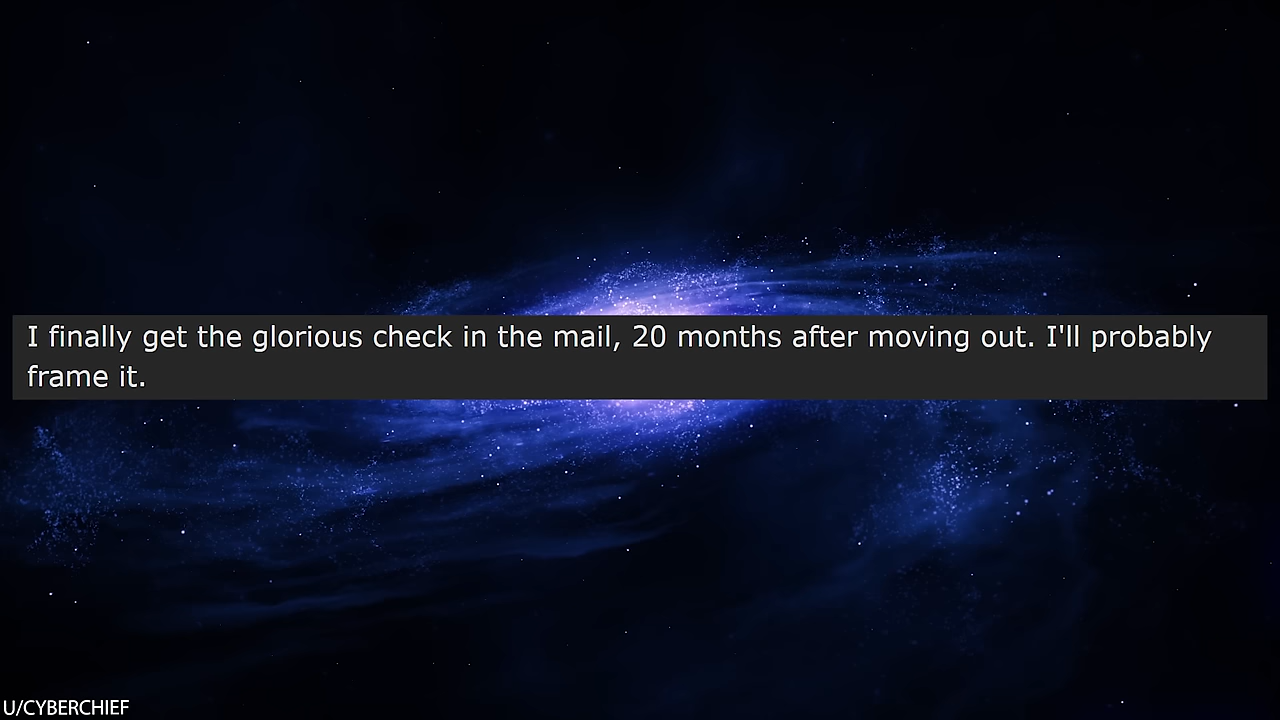 I finally get the glorious check in the mail, 20 months after moving out. I'll probably
frame it.
U/CYBERCHIEF